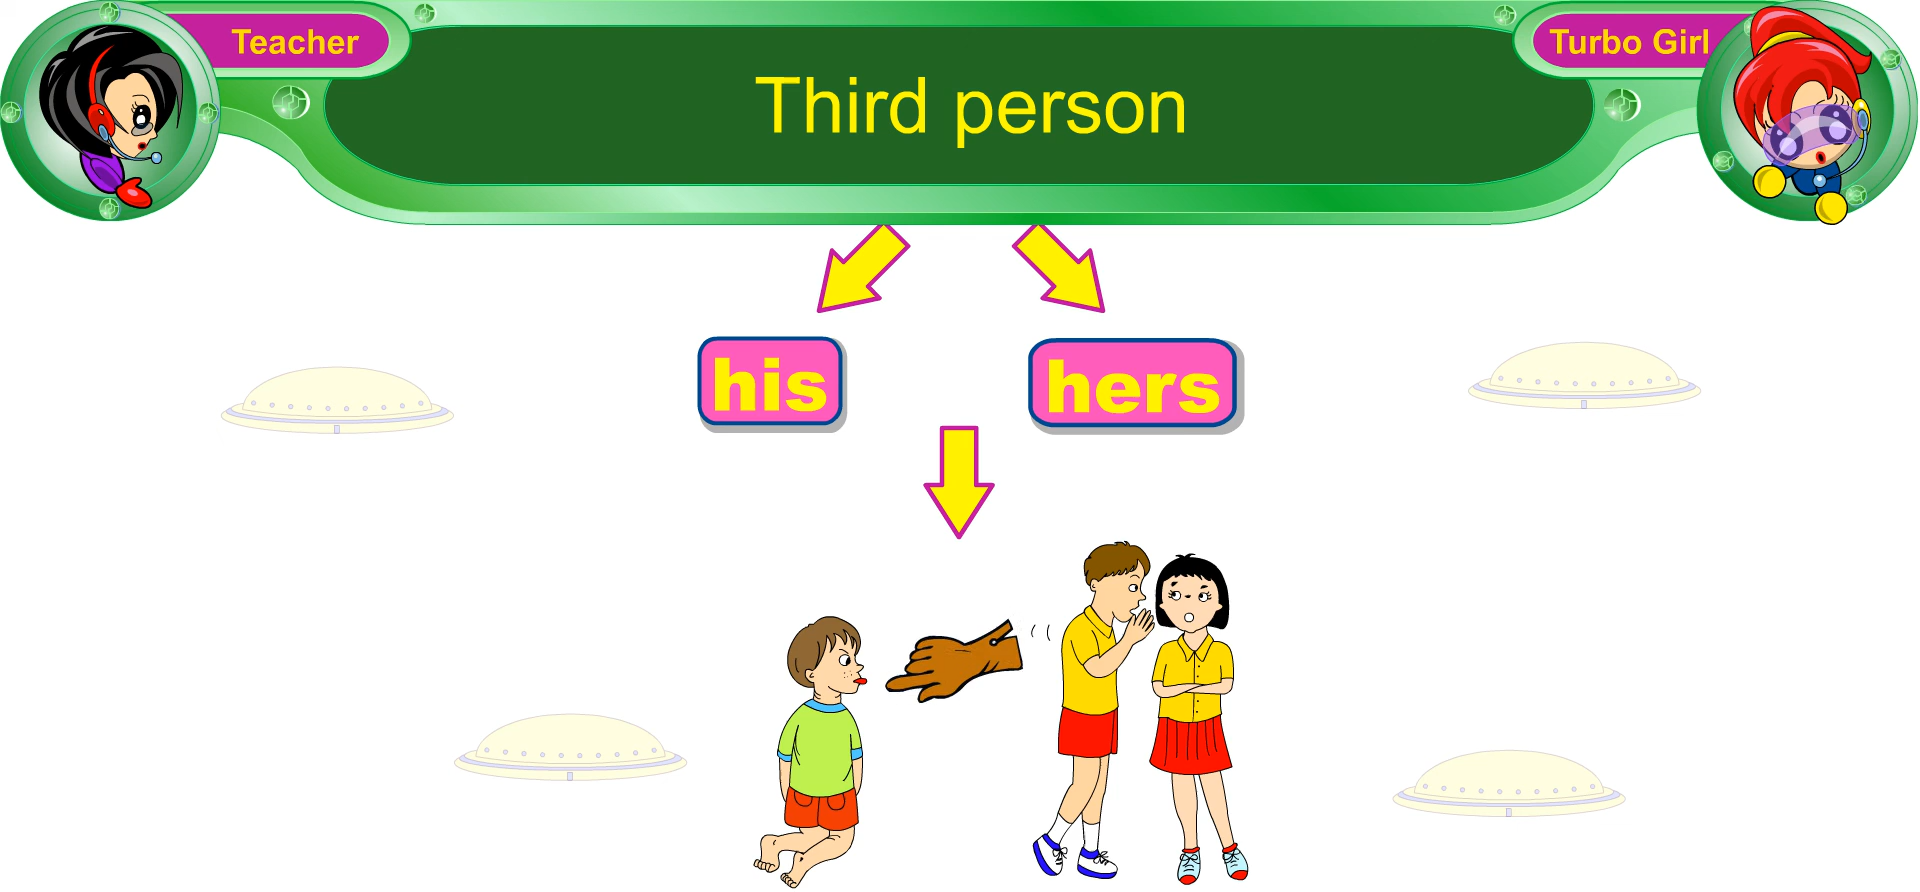 Teacher
Turbo Girl
Third person
his
hers